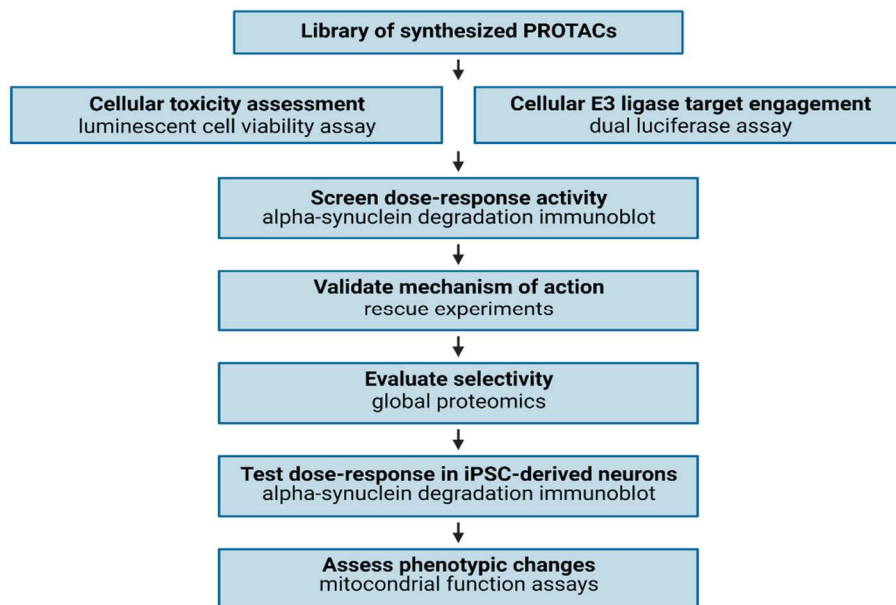 Library of synthesized PROTACs
Cellular toxicity assessment
luminescent cell viability assay
Cellular E3 ligase target engagement
dual luciferase assay
Screen dose-response activity
alpha-synuclein degradation immunoblot
Validate mechanism of action
rescue experiments
Evaluate selectivity
global proteomics
Test dose-response in iPSC-derived neurons
alpha-synuclein degradation immunoblot
Assess phenotypic changes
mitocondrial function assays